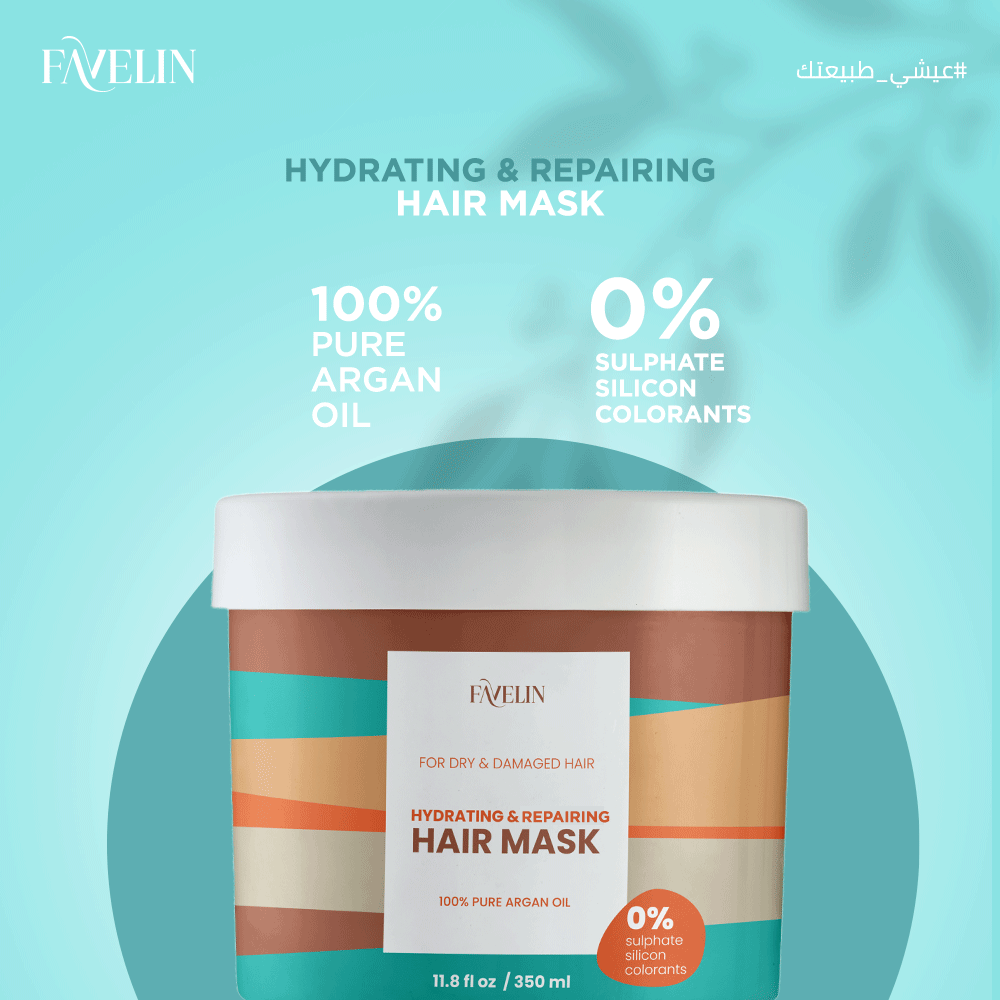 FAVELIN
#عيشي_طبيعتك
HYDRATING & REPAIRING
HAIR MASK
100%
PURE
ARGAN
OIL
0%
SULPHATE
SILICON
COLORANTS
FAVELIN
FOR DRY & DAMAGED HAIR
HYDRATING & REPAIRING
HAIR MASK
100% PURE ARGAN OIL
0%
sulphate
silicon
colorants
11.8 fl oz / 350 ml